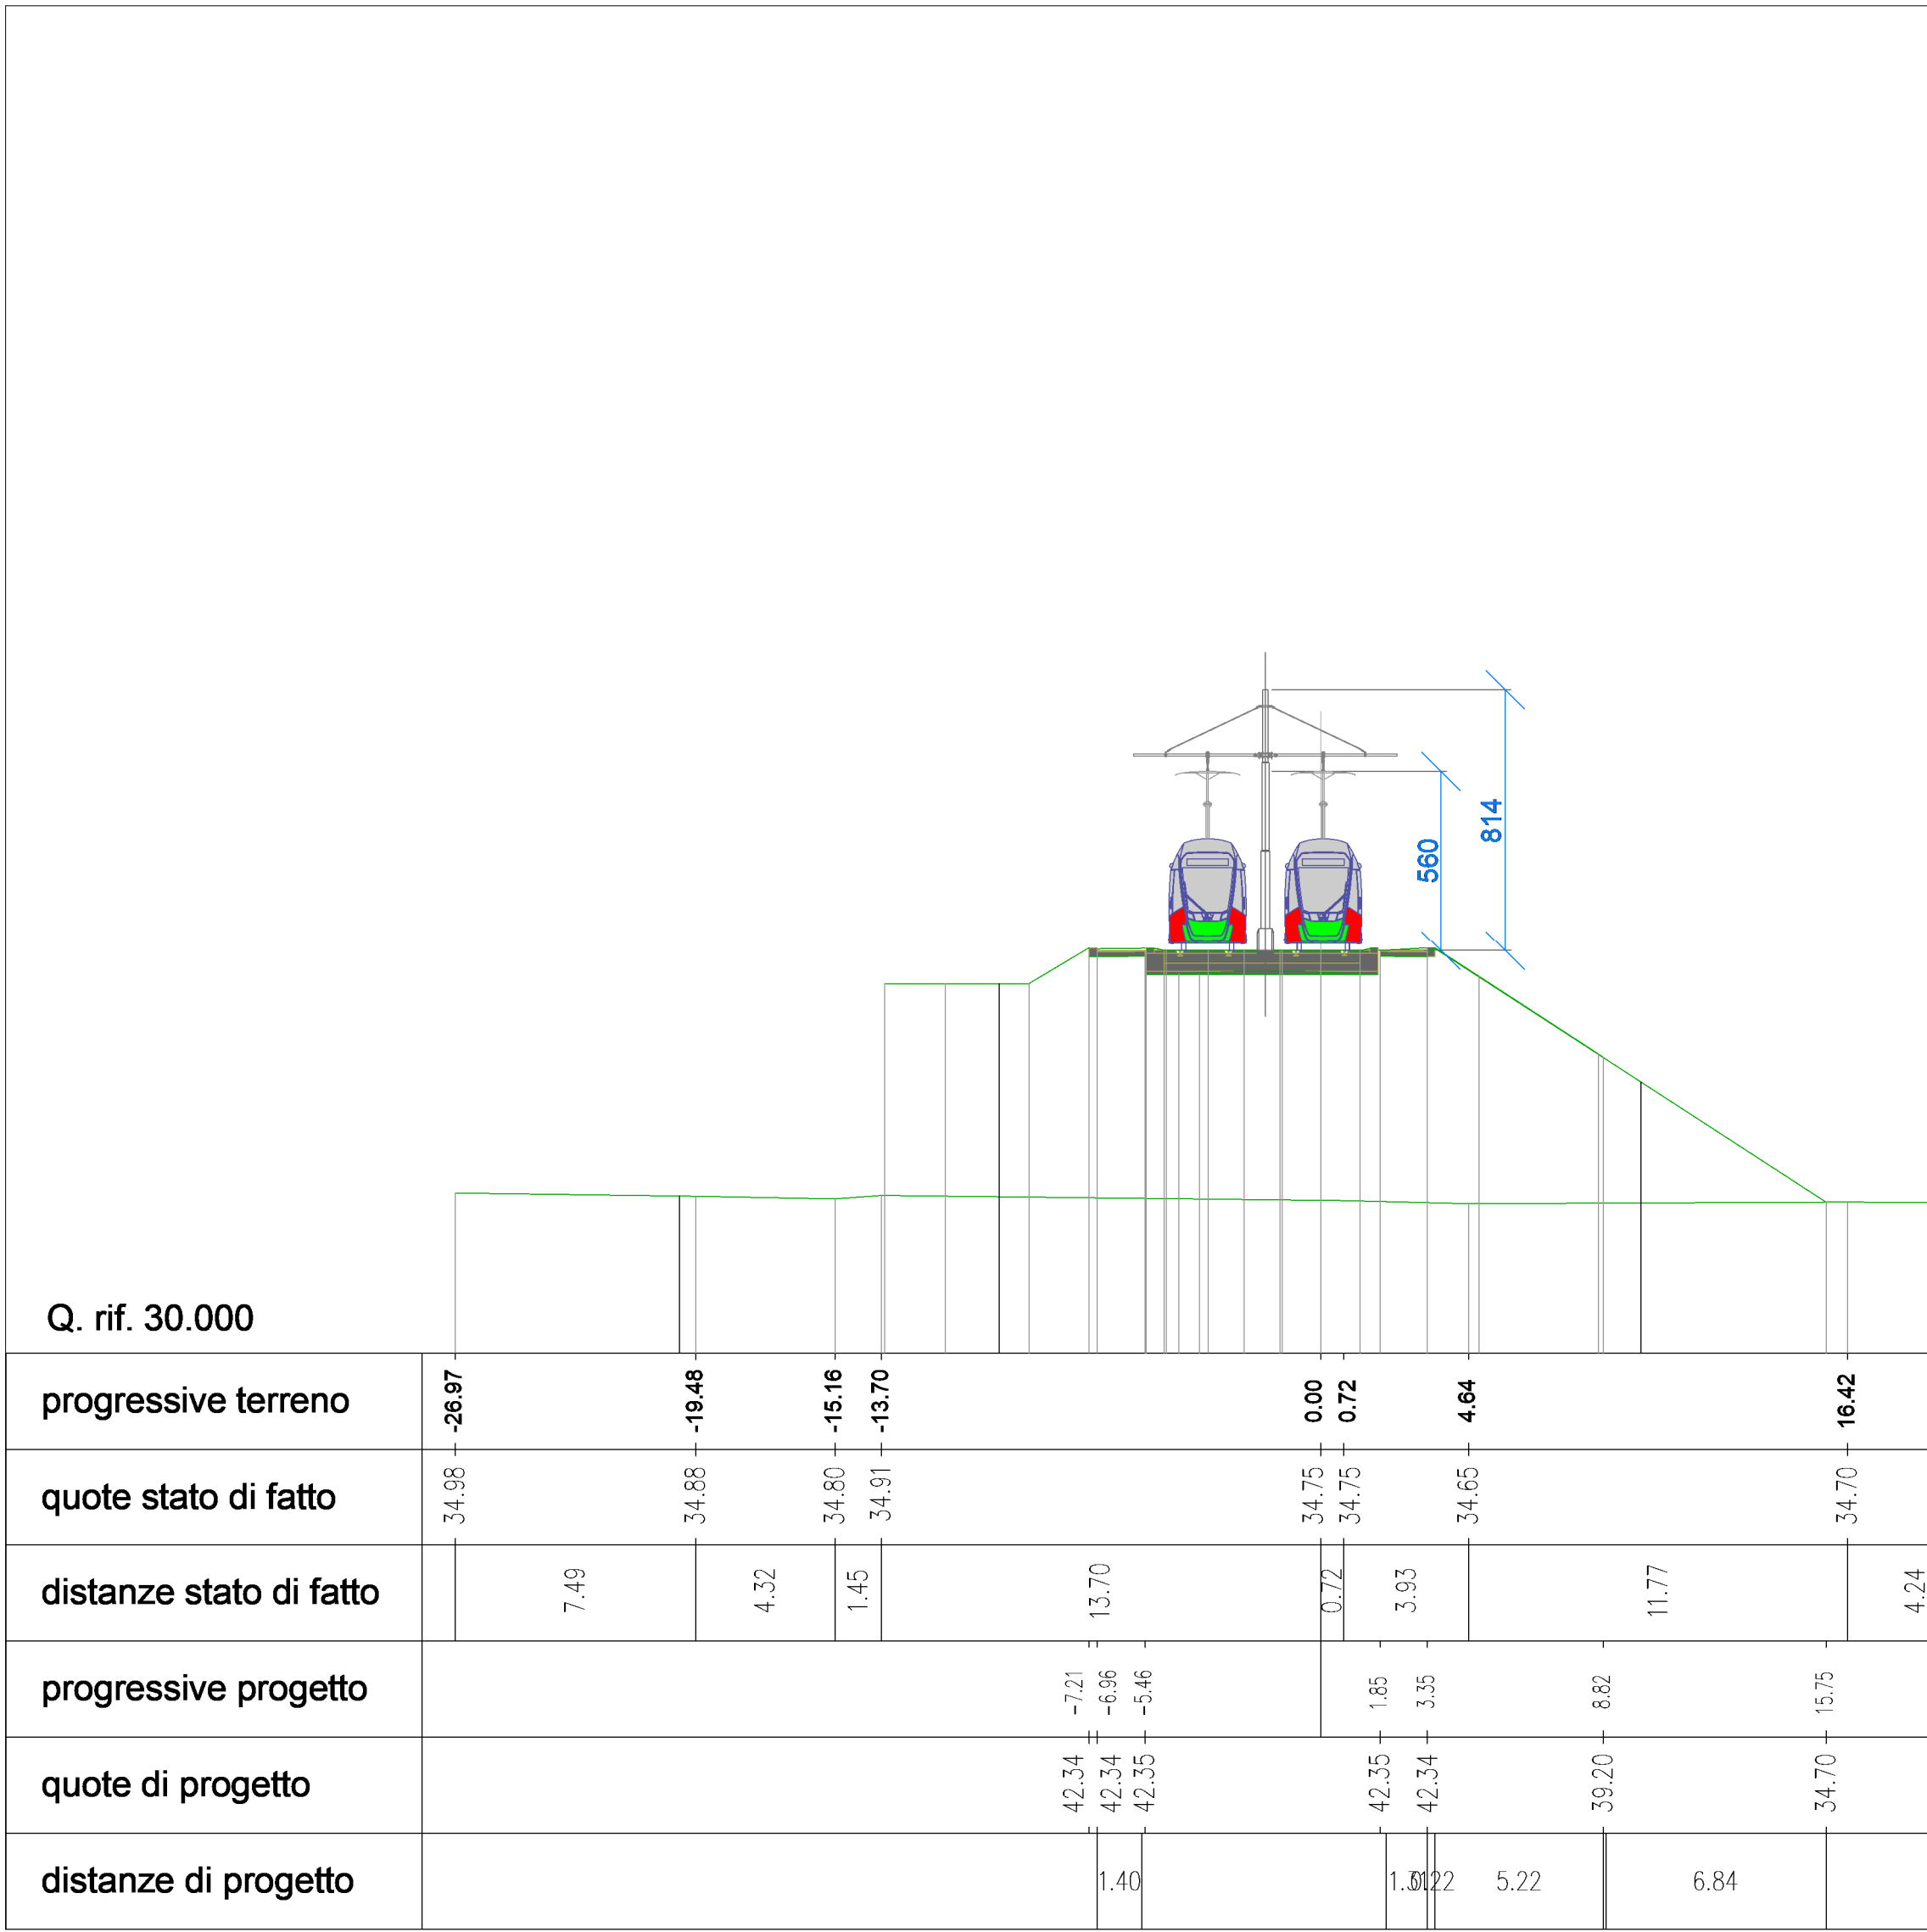 814
560
Q. rif. 30.000
progressive terreno -26.97 -19.48 -15.16 -13.70 0.00 0.72 4.64 16.42
quote stato di fatto 34.98 34.88 34.80 34.91 34.75 34.75 34.65 34.70
distanze stato di fatto 7.49 4.32 1.45 13.70 0.72 3.93 11.77 4.24
progressive progetto -7.21 -6.96 -5.46 1.85 3.35 8.82 15.75
quote di progetto 42.34 42.34 42.35 42.35 42.34 39.20 34.70
distanze di progetto 1.40 5.22 6.84